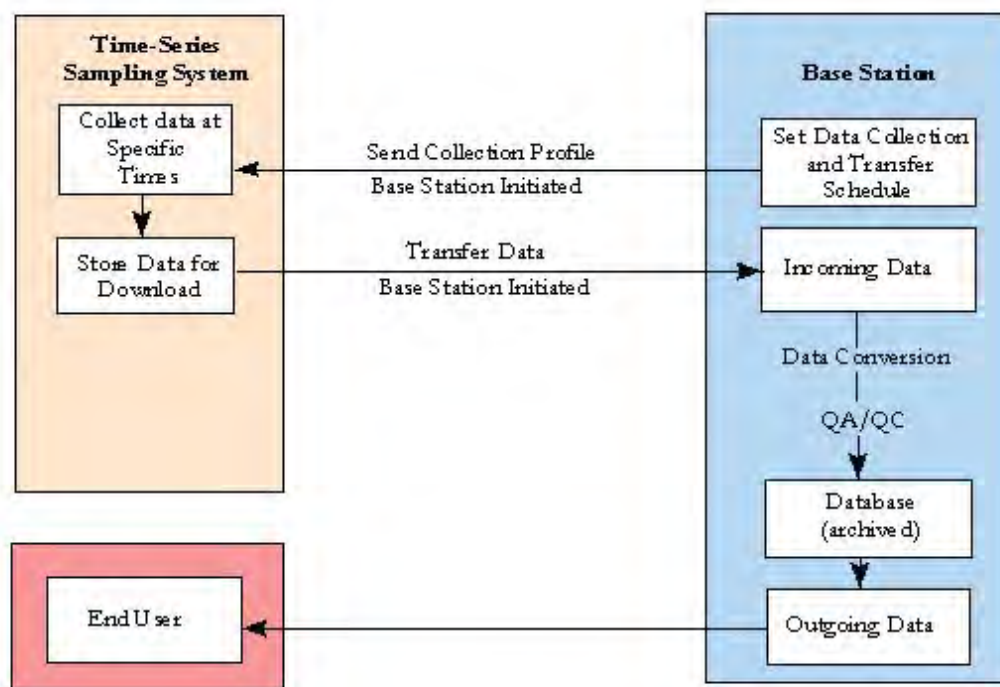 Time-Series
Sampling System
Collect data at
Specific
Times
Store Data for
Download
Send Collection Profile
Base Station Initiated
Transfer Data
Base Station Initiated
Base Station
Set Data Collection
and Transfer
Schedule
Incoming Data
Data Conversion
QA/QC
Database
(archived)
Outgoing Data
End User